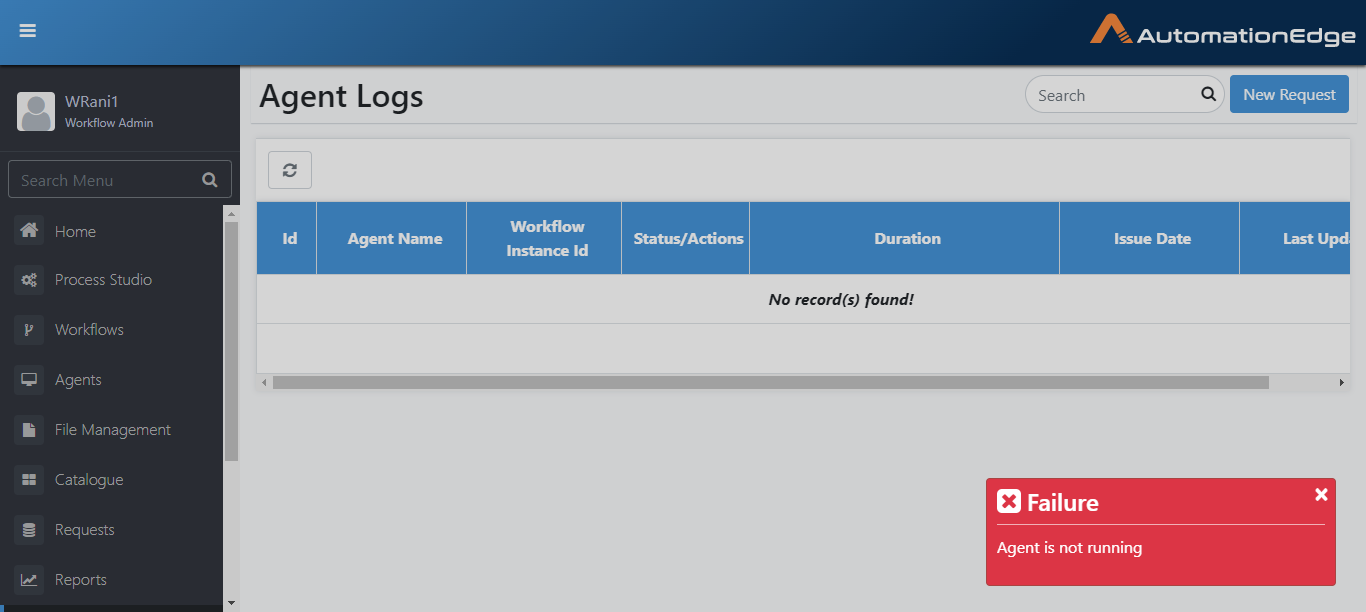 AutomationEdge
WRani1
Workflow Admin
Search Menu
Home
Process Studio
Workflows
Agents
File Management
Catalogue
Requests
Reports
Agent Logs
Search
New Request
Id
Agent Name
Workflow
Instance Id
Status/Actions
Duration
Issue Date
Last Upd
No record(s) found!
Failure
Agent is not running